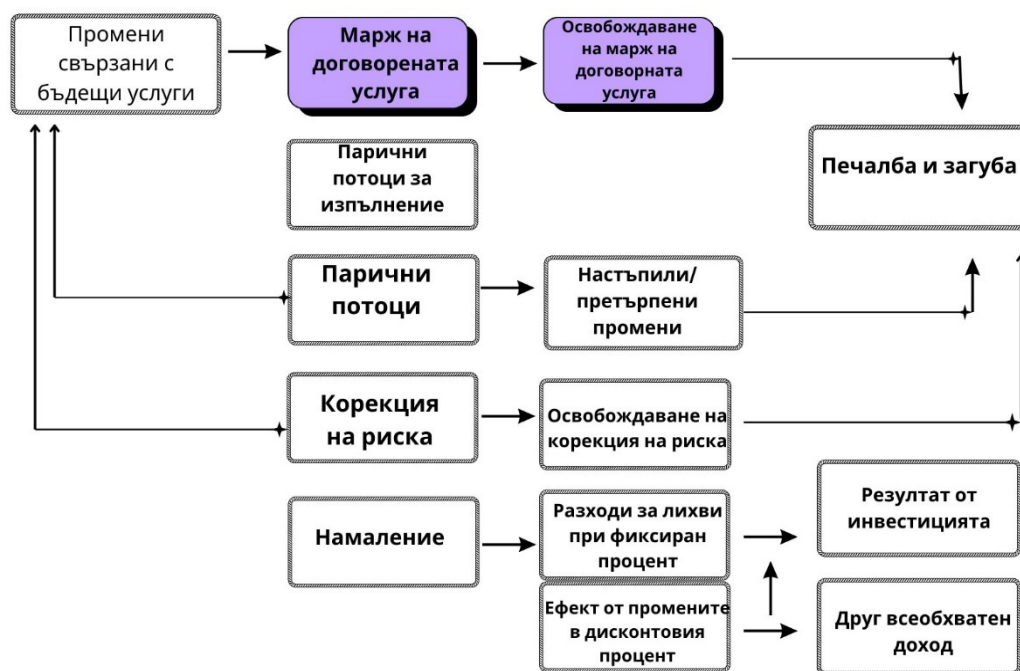 Промени
свързани с
бъдещи услуги
Марж на
договорената
услуга
Освобождаване
на марж на
договорната
услуга
Парични
потоци за
изпълнение
Печалба и загуба
Парични
потоци
Настъпили/
претърпени
промени
Корекция
на риска
Освобождаване на
корекция на риска
Намаление
Разходи за лихви
при фиксиран
процент
Резултат от
инвестицията
Ефект от промените
в дисконтовия
процент
Друг всеобхватен
доход